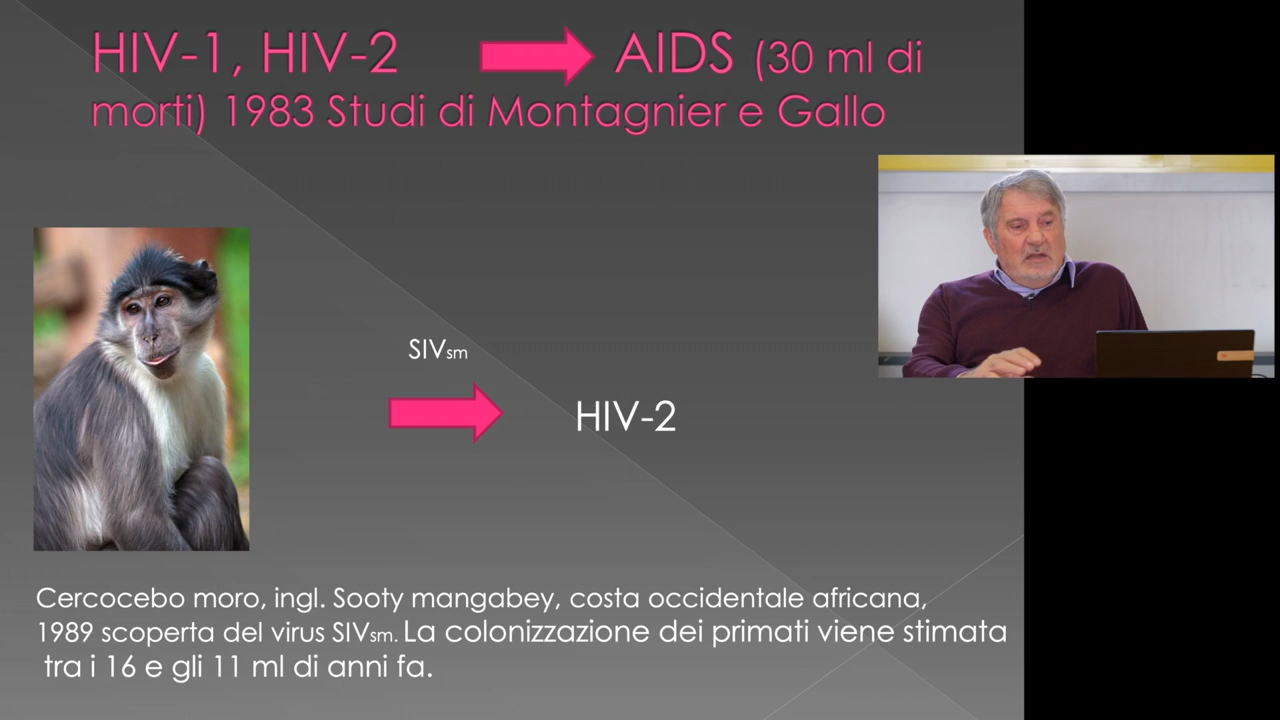 HIV-1, HIV-2 AIDS (30 ml di
morti) 1983 Studi di Montagnier e Gallo
SIVsm
HIV-2
Cercocebo moro, ingl. Sooty mangabey, costa occidentale africana,
1989 scoperta del virus SIVsm. La colonizzazione dei primati viene stimata
tra i 16 e gli 11 ml di anni fa.